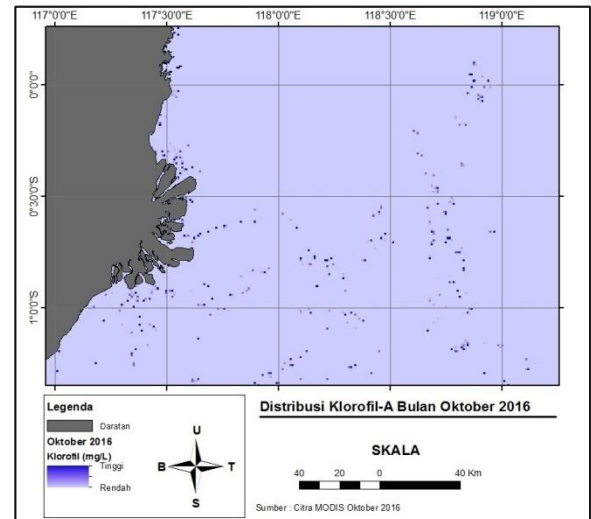 117°0'0"E 117°30'0"E 118°0'0"E 118°30'0"E 119°0'0"E
0°0'0"
0°30'0"S
1°0'0"S
Legenda
Daratan
Oktober 2016
Klorofil (mg/L)
Tinggi
Rendah
U
B T
S
Distribusi Klorofil-A Bulan Oktober 2016
SKALA
40 20 0 40 Km
Sumber : Citra MODIS Oktober 2016